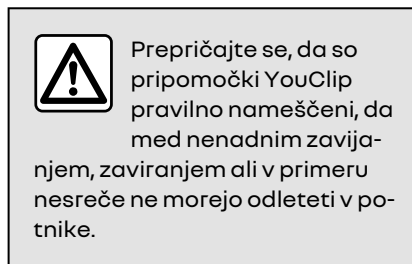 Prepričajte se, da so
pripomočki YouClip
pravilno nameščeni, da
med nenadnim zavija-
njem, zaviranjem ali v primeru
nesreče ne morejo odleteti v po-
tnike.